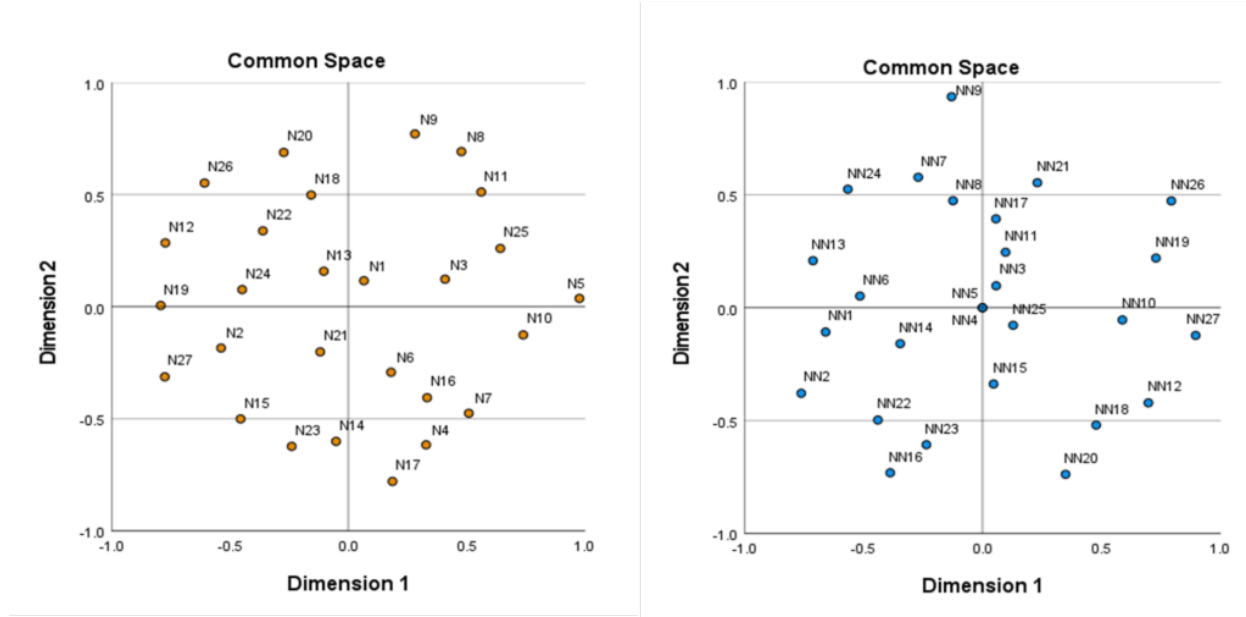 Common Space
1.0
N9
N20
N8
N26
N18
N11
0.5
N22
N12
N25
N13
N1
N3
N24
N5
N19
0.0
N10
N2
N21
N27
N6
N16
N7
N15
-0.5
N14
N23
N4
N17
-1.0
-1.0
-0.5
0.0
0.5
1.0
Dimension 2
Dimension 1
Common Space
1.0
NN9
NN7
NN21
NN24
NN8
NN26
0.5
NN17
NN11
NN13
NN19
NN3
NN6
NN5
NN10
0.0
NN4
NN25
NN27
NN1
NN14
NN15
NN2
NN12
NN22
NN18
-0.5
NN23
NN16
NN20
-1.0
-1.0
-0.5
0.0
0.5
1.0
Dimension 2
Dimension 1